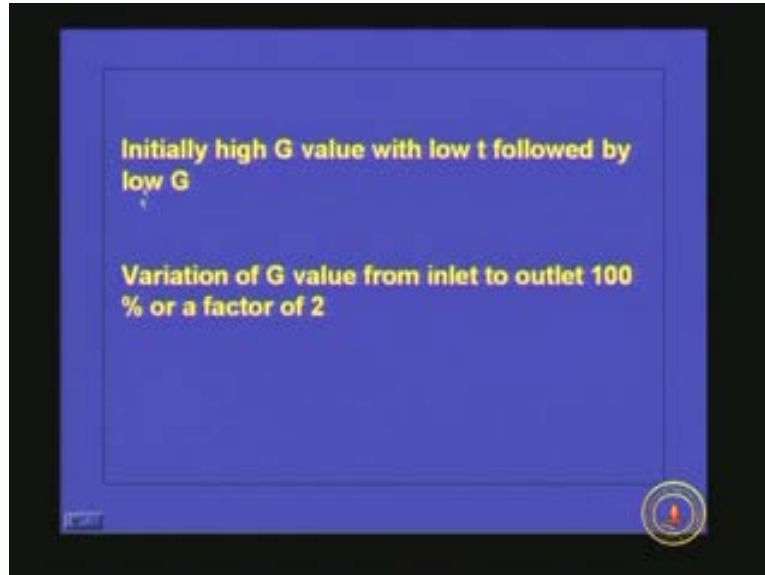 Initially high G value with low t followed by
low G
Variation of G value from inlet to outlet 100
% or a factor of 2